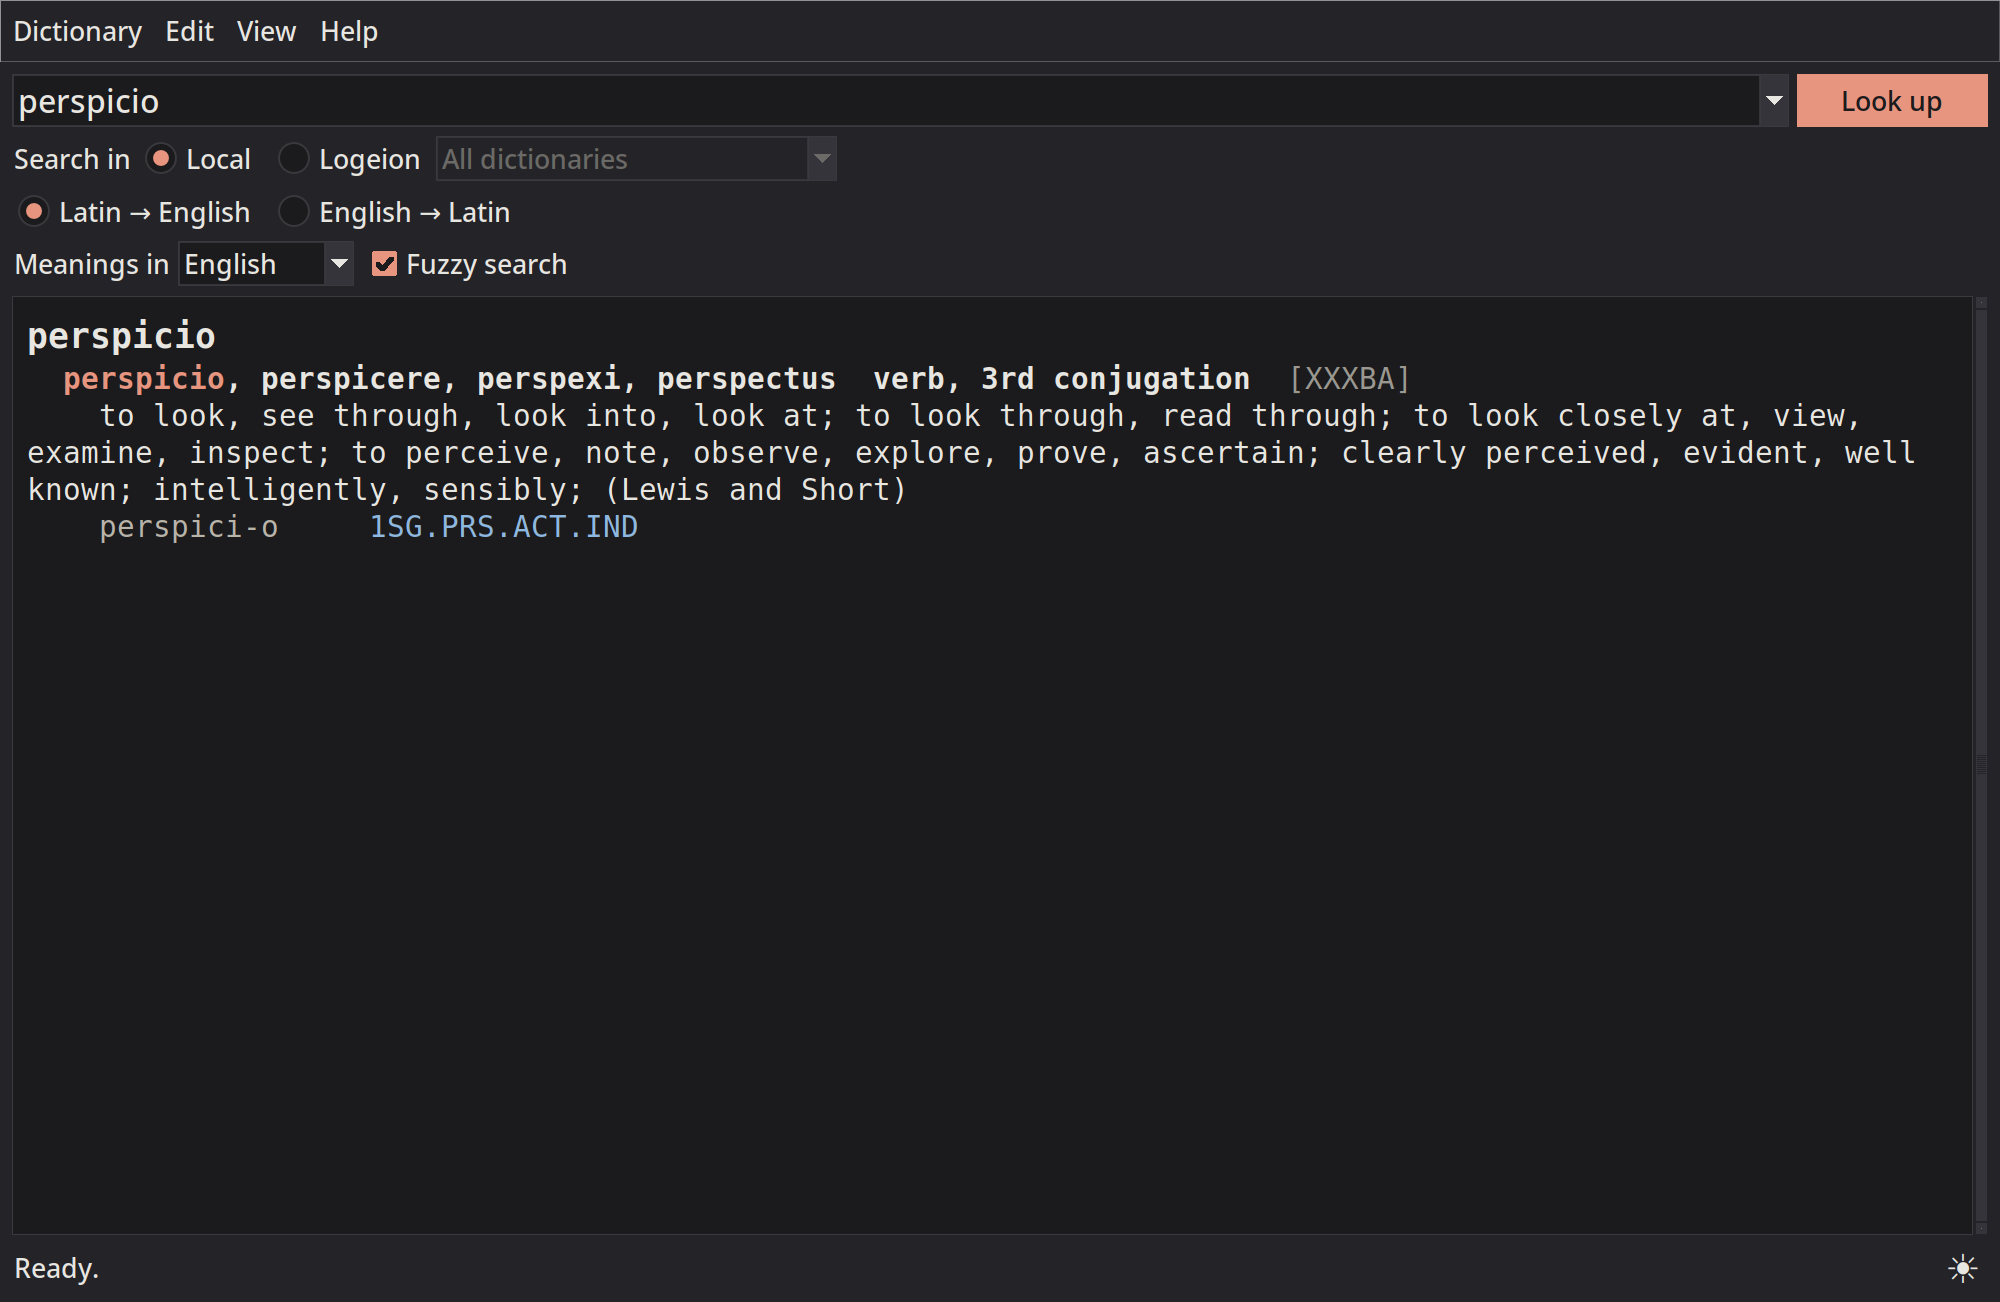 Dictionary Edit View Help
perspicio Look up
Search in Local Logeion All dictionaries
Latin → English English → Latin
Meanings in English Fuzzy search
perspicio
perspicio, perspicere, perspexi, perspectus verb, 3rd conjugation [XXXBA]
to look, see through, look into, look at; to look through, read through; to look closely at, view,
examine, inspect; to perceive, note, observe, explore, prove, ascertain; clearly perceived, evident, well
known; intelligently, sensibly; (Lewis and Short)
perspici-o 1SG.PRS.ACT.IND
Ready.